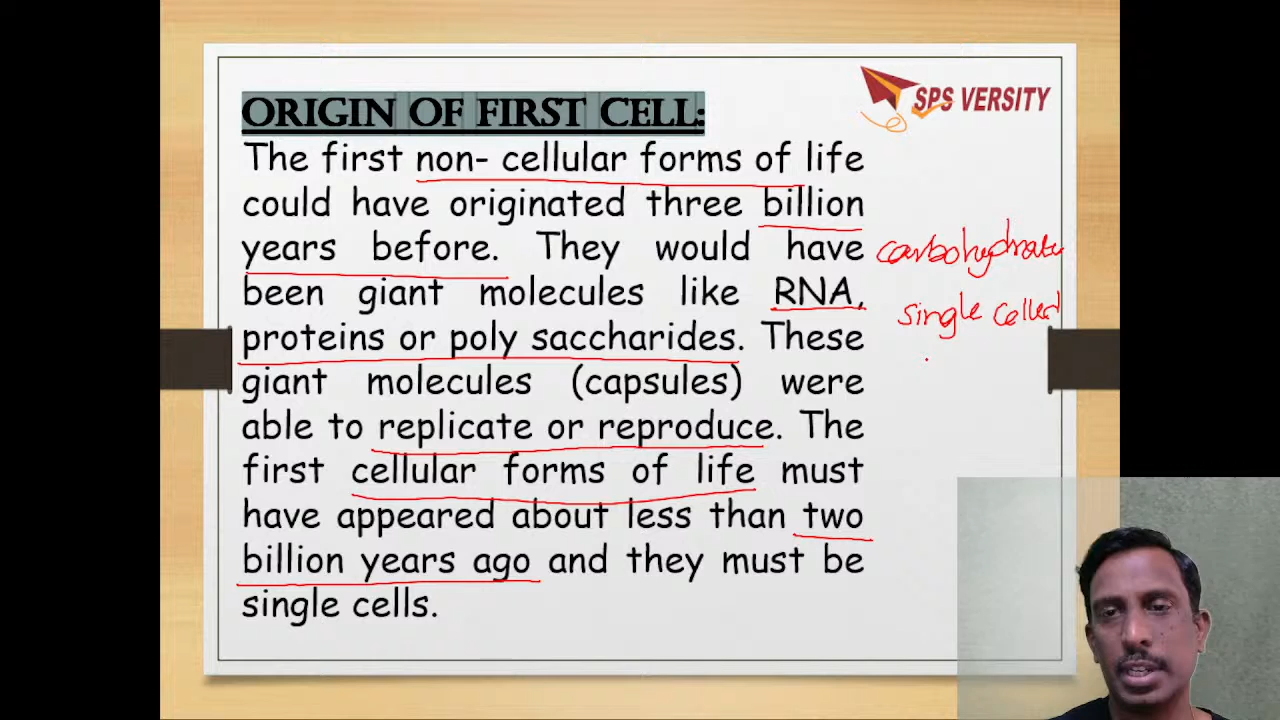 SPS VERSITY
ORIGIN OF FIRST CELL:
The first non- cellular forms of life
could have originated three billion
years before. They would have
been giant molecules like RNA,
proteins or poly saccharides. These
giant molecules (capsules) were
able to replicate or reproduce. The
first cellular forms of life must
have appeared about less than two
billion years ago and they must be
single cells.
carbohydrate
single celled